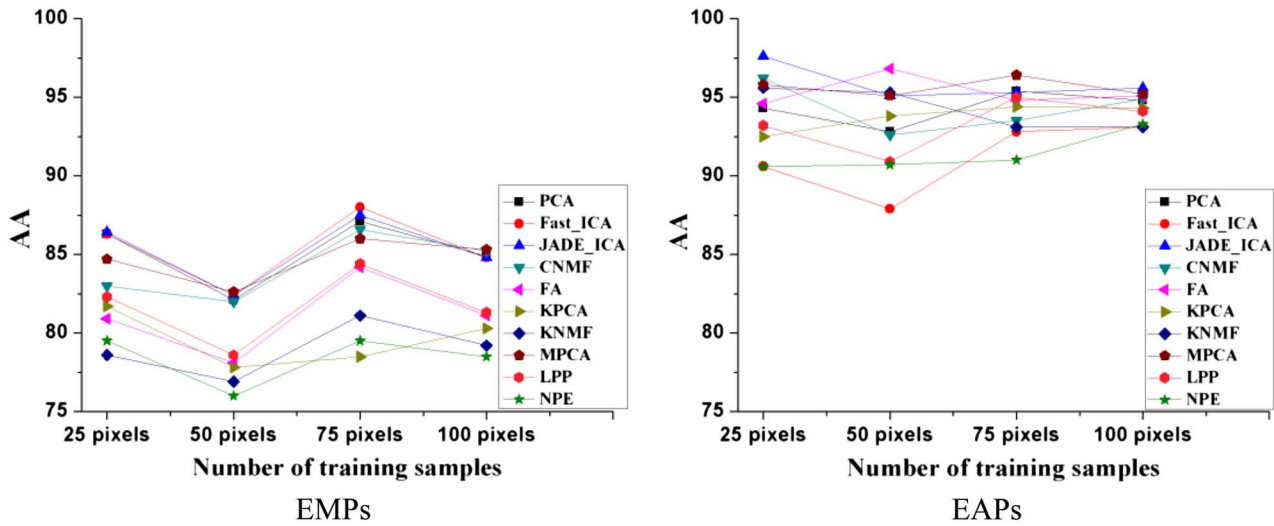 100
95
90
85
80
75
AA
PCA
Fast_ICA
JADE_ICA
CNMF
FA
KPCA
KNMF
MPCA
LPP
NPE
25 pixels 50 pixels 75 pixels 100 pixels
Number of training samples
EMPs
100
95
90
85
80
75
AA
PCA
Fast_ICA
JADE_ICA
CNMF
FA
KPCA
KNMF
MPCA
LPP
NPE
25 pixels 50 pixels 75 pixels 100 pixels
Number of training samples
EAPs